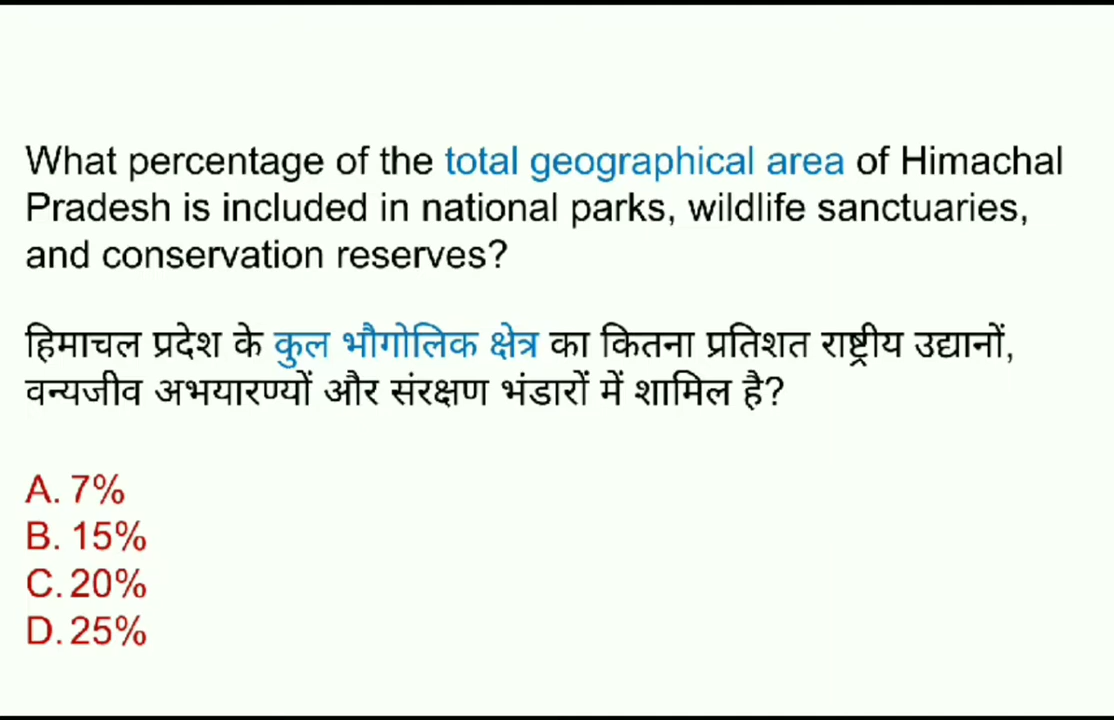 What percentage of the total geographical area of Himachal
Pradesh is included in national parks, wildlife sanctuaries,
and conservation reserves?
हिमाचल प्रदेश के कुल भौगोलिक क्षेत्र का कितना प्रतिशत राष्ट्रीय उद्यानों,
वन्यजीव अभयारण्यों और संरक्षण भंडारों में शामिल है?
A. 7%
B. 15%
C. 20%
D. 25%